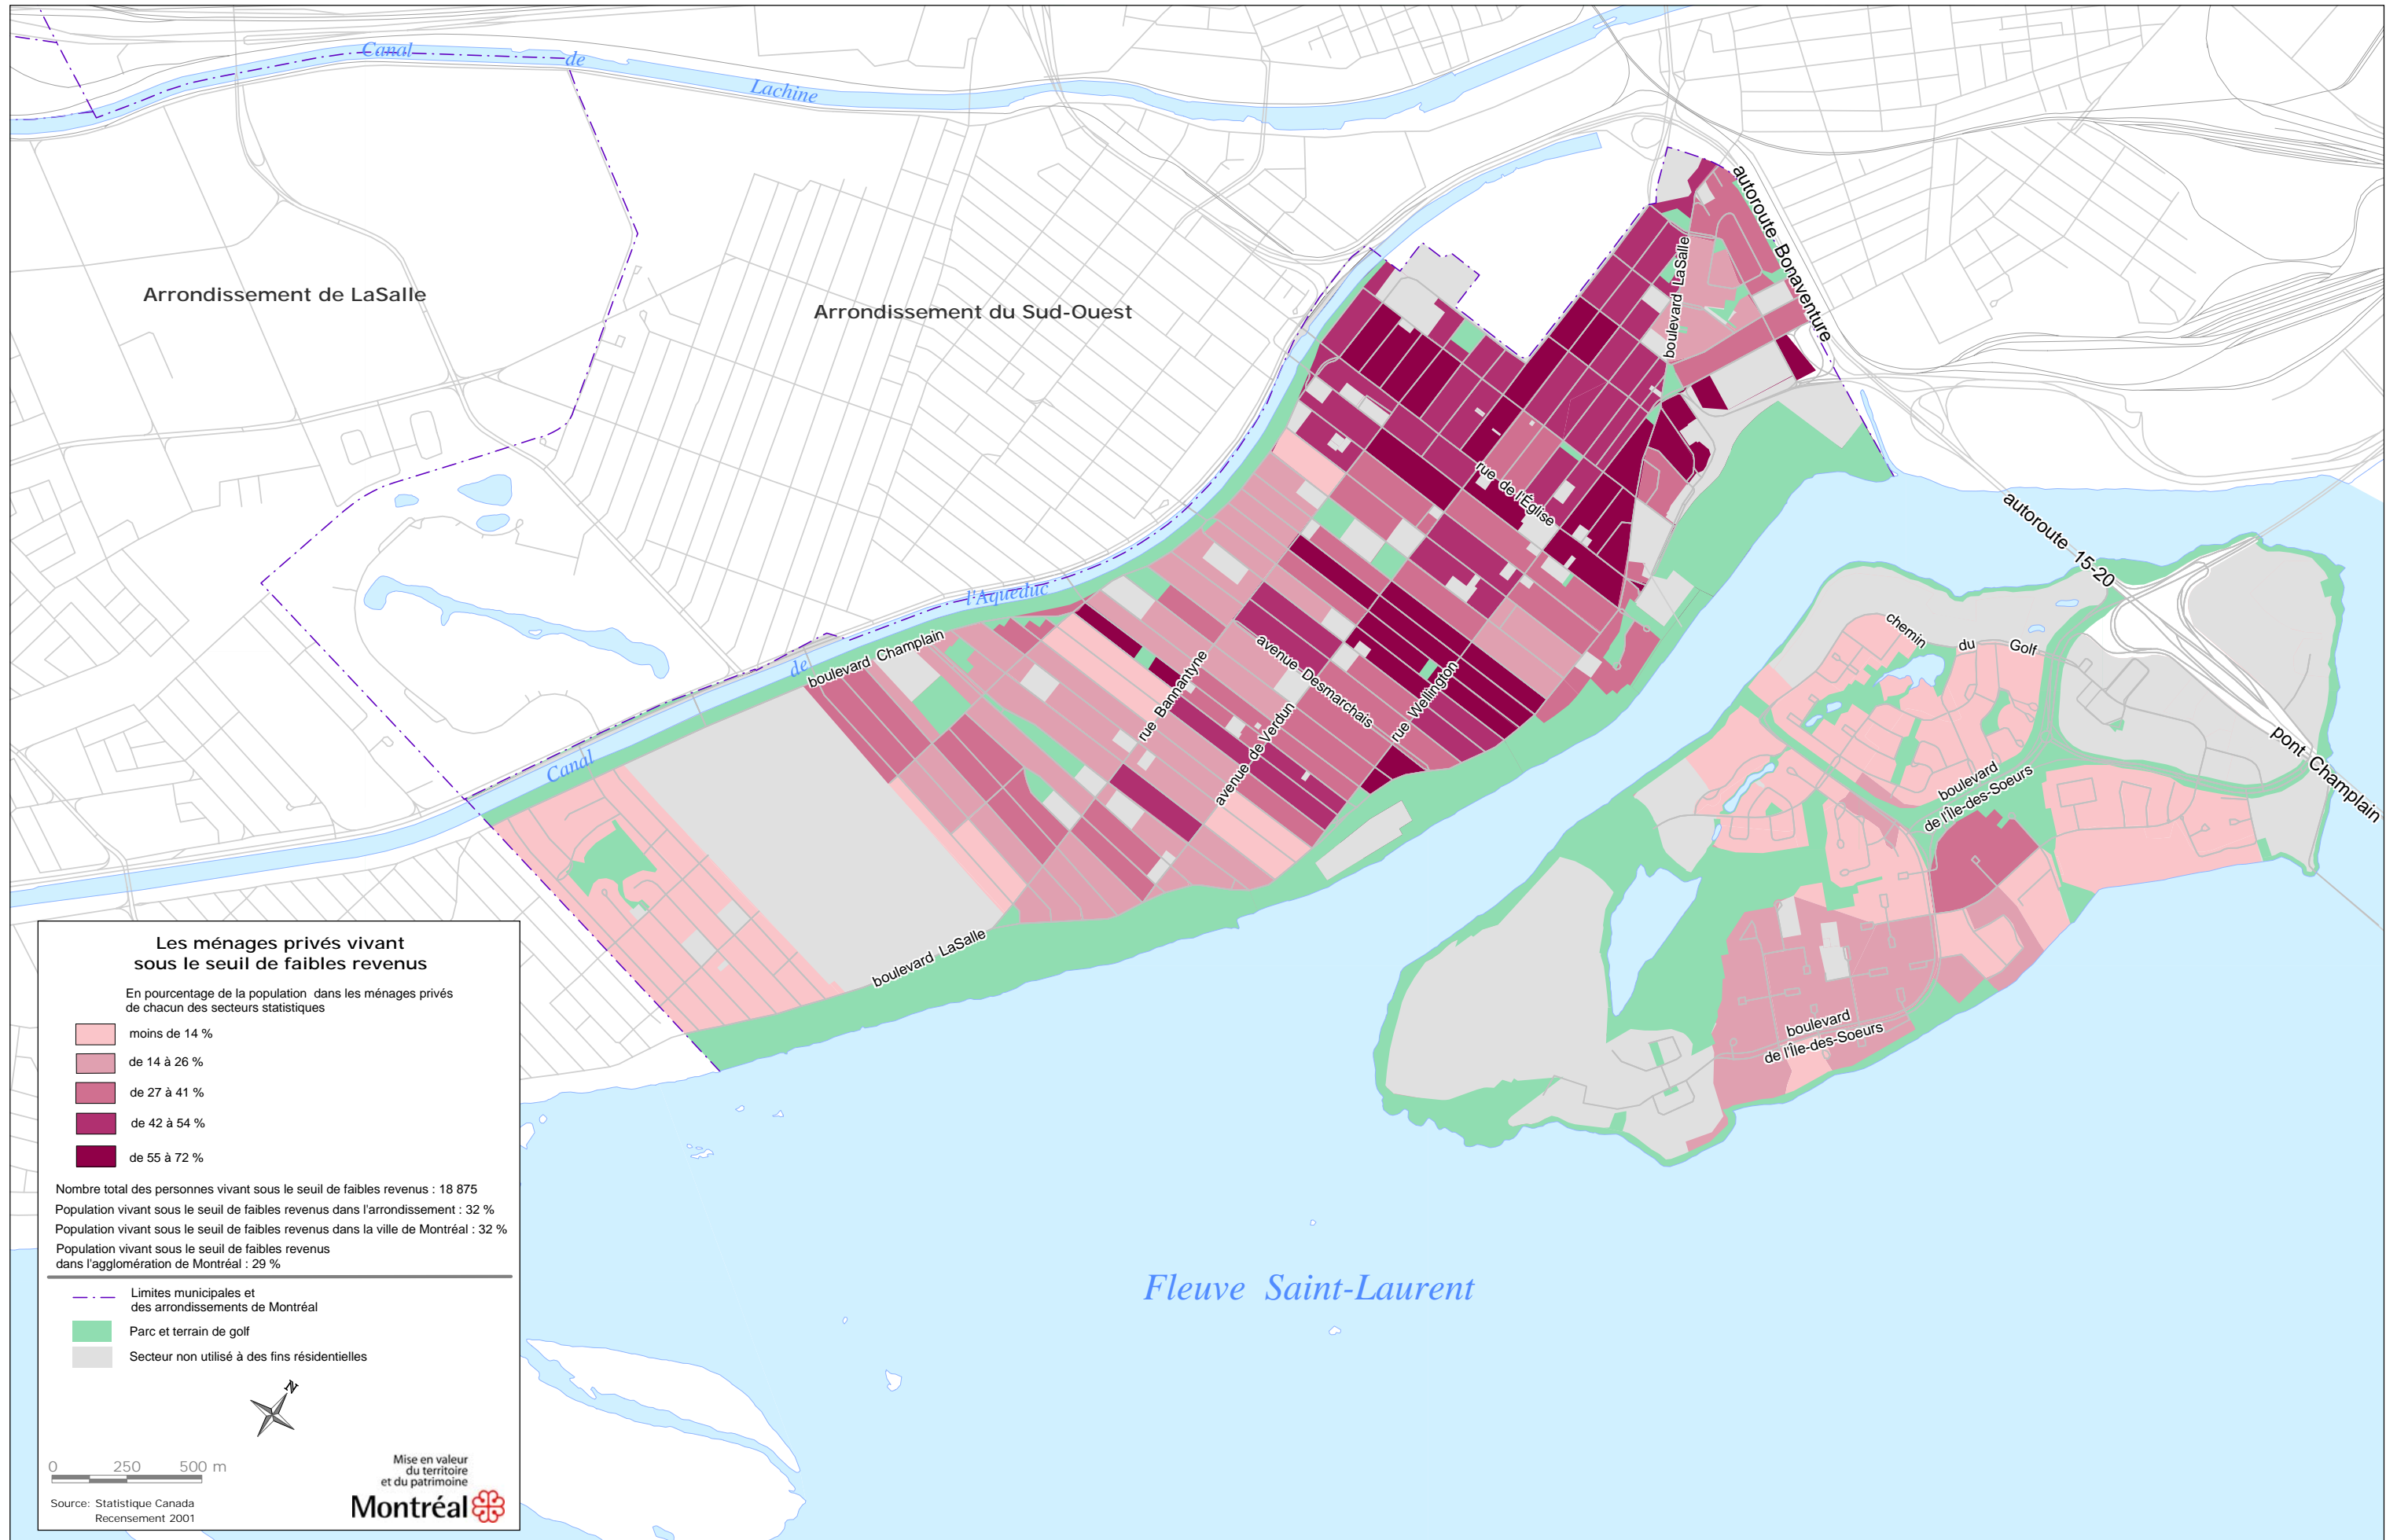 Canal
de
Lachine
Arrondissement de LaSalle
Arrondissement du Sud-Ouest
autoroute Bonaventure
boulevard LaSalle
rue de l'Église
autoroute 15-20
l'Aqueduc
de
Canal
boulevard Champlain
rue Bannantyne
avenue Desmarchais
avenue de Verdun
rue Wellington
chemin du Golf
pont Champlain
boulevard
de l'Île-des-Soeurs
boulevard LaSalle
boulevard
de l'Île-des-Soeurs
Fleuve Saint-Laurent
Les ménages privés vivant
sous le seuil de faibles revenus
En pourcentage de la population dans les ménages privés
de chacun des secteurs statistiques
moins de 14 %
de 14 à 26 %
de 27 à 41 %
de 42 à 54 %
de 55 à 72 %
Nombre total des personnes vivant sous le seuil de faibles revenus : 18 875
Population vivant sous le seuil de faibles revenus dans l'arrondissement : 32 %
Population vivant sous le seuil de faibles revenus dans la ville de Montréal : 32 %
Population vivant sous le seuil de faibles revenus
dans l'agglomération de Montréal : 29 %
Limites municipales et
des arrondissements de Montréal
Parc et terrain de golf
Secteur non utilisé à des fins résidentielles
N
0 250 500 m
Source: Statistique Canada
Recensement 2001
Mise en valeur
du territoire
et du patrimoine
Montréal